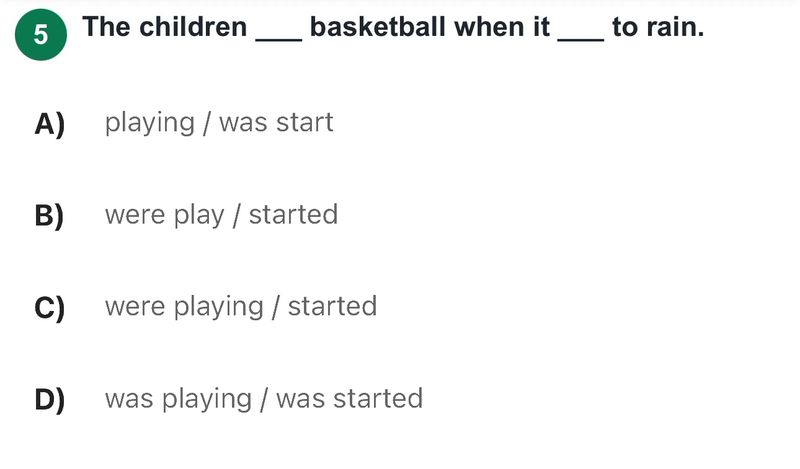 5 The children ___ basketball when it ___ to rain.
A) playing / was start
B) were play / started
C) were playing / started
D) was playing / was started